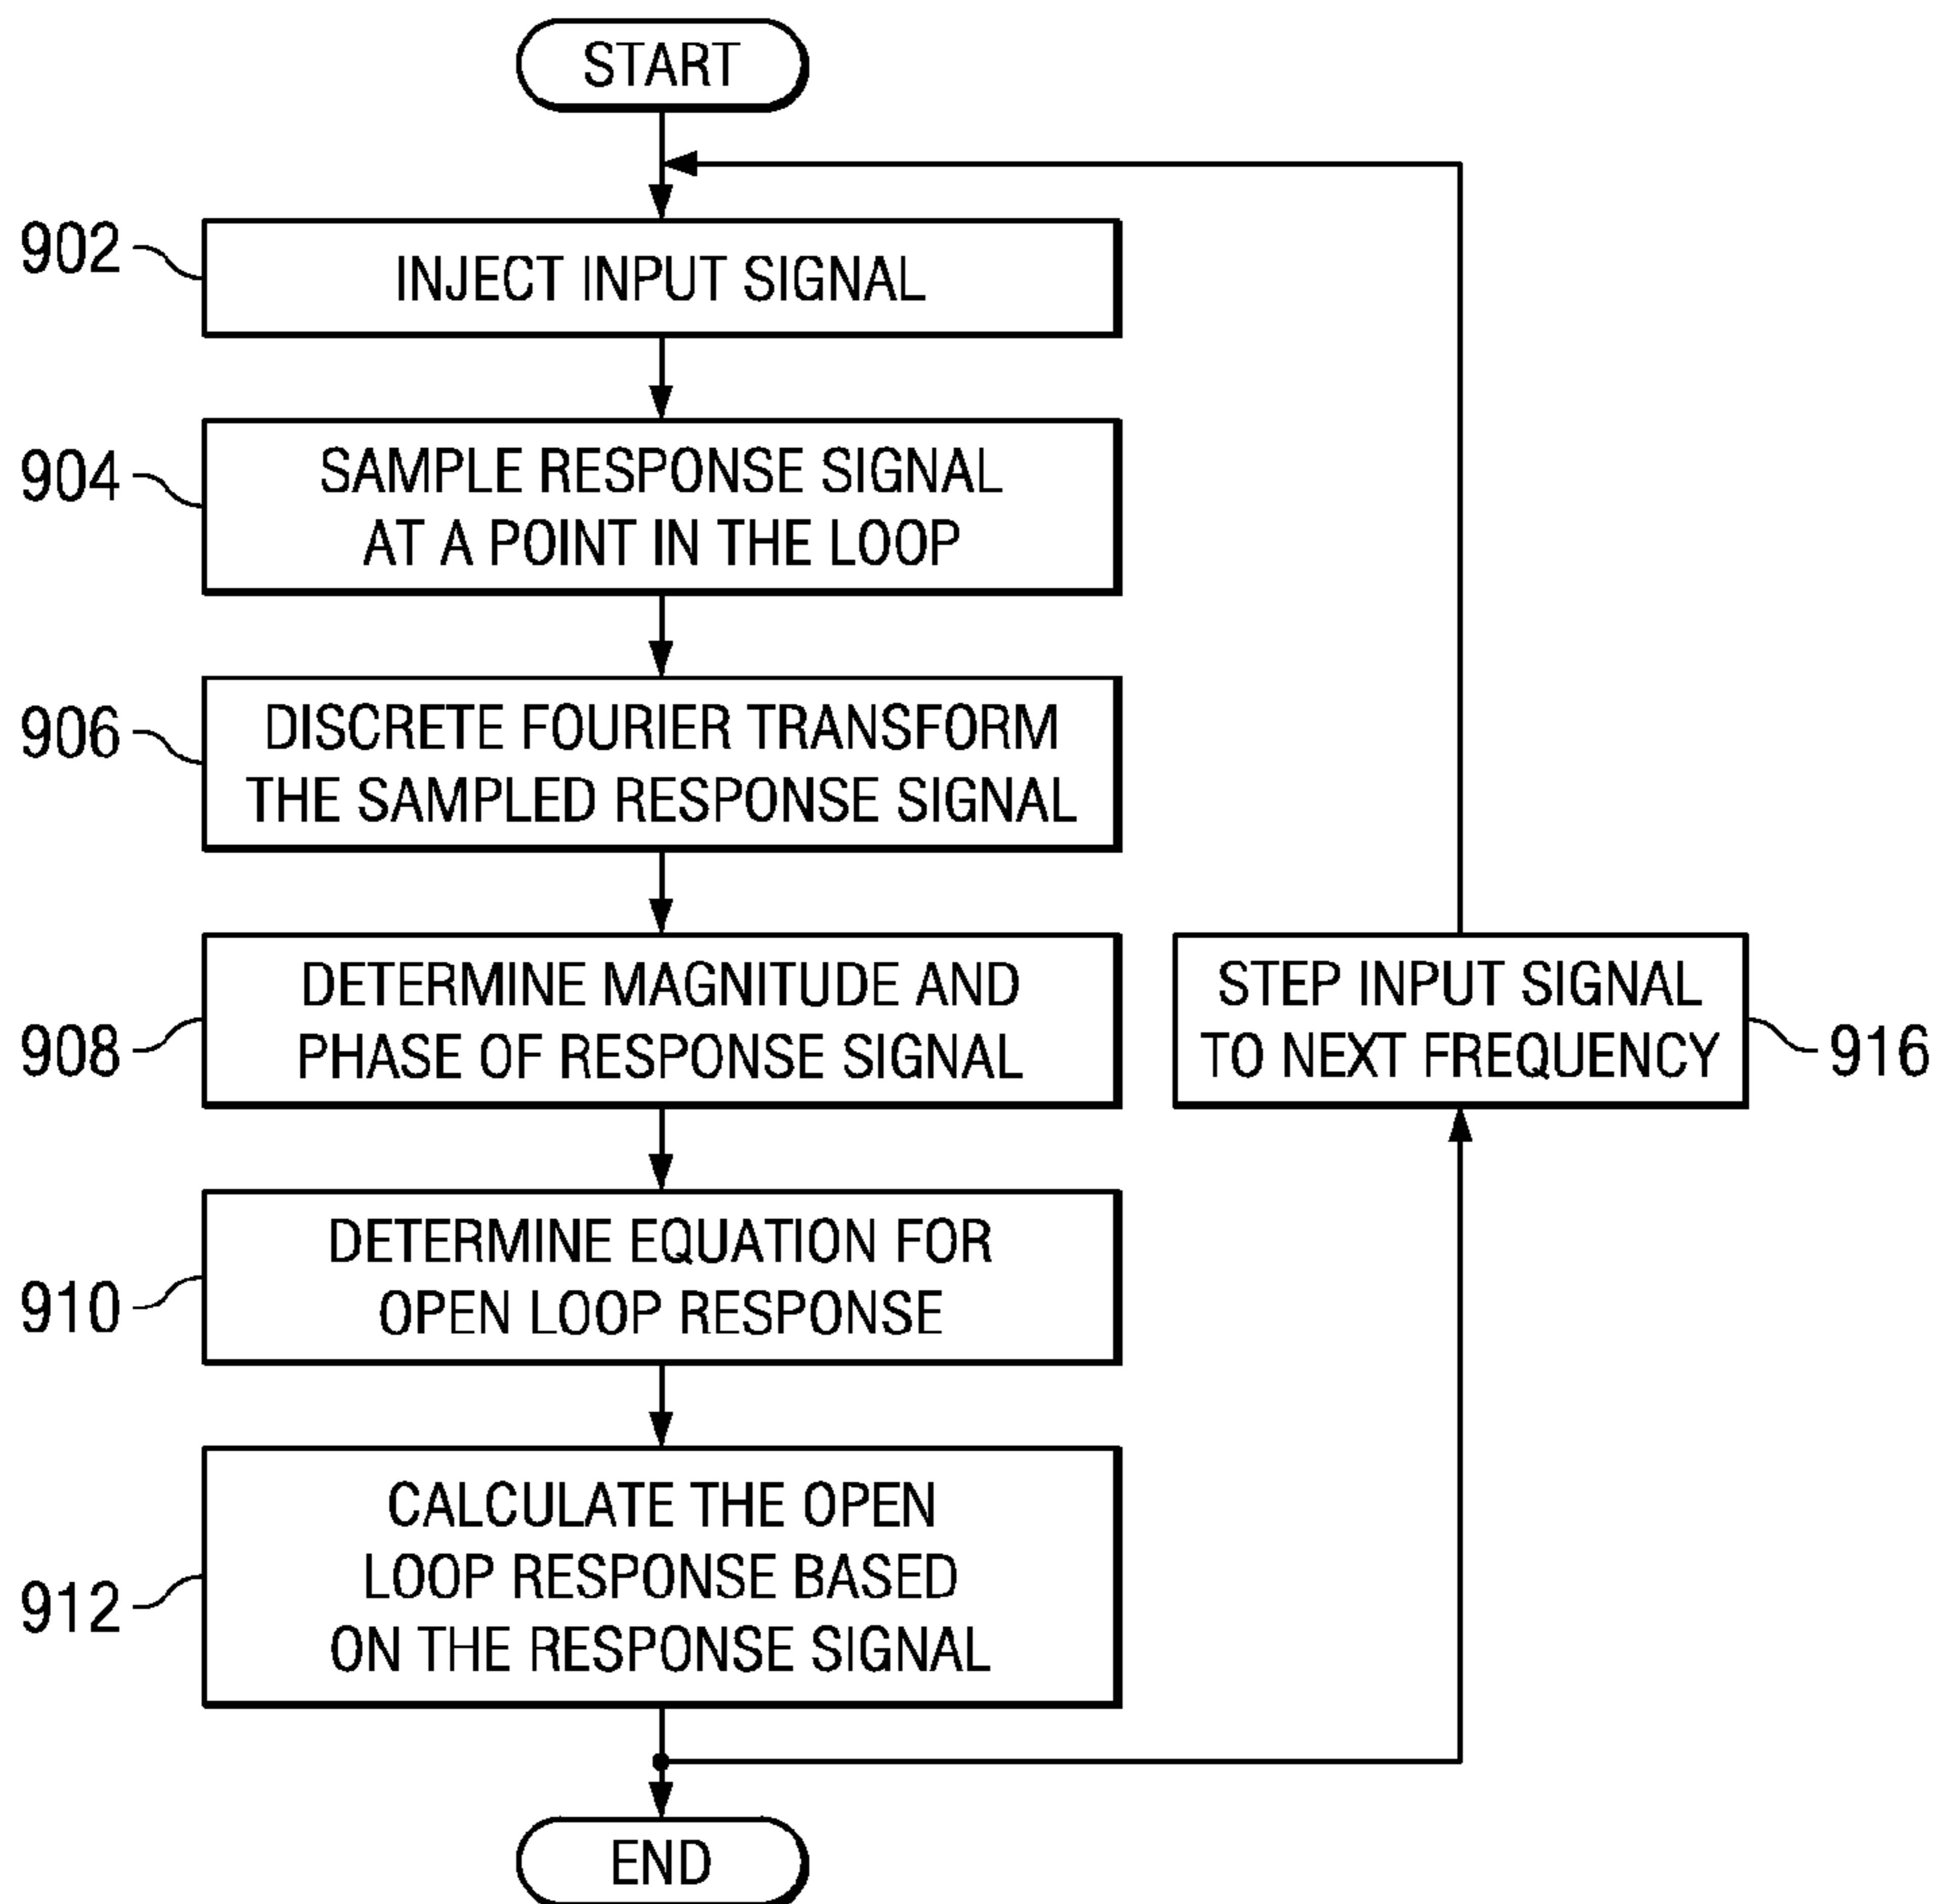 START
902
INJECT INPUT SIGNAL
904
SAMPLE RESPONSE SIGNAL
AT A POINT IN THE LOOP
906
DISCRETE FOURIER TRANSFORM
THE SAMPLED RESPONSE SIGNAL
908
DETERMINE MAGNITUDE AND
PHASE OF RESPONSE SIGNAL
STEP INPUT SIGNAL
TO NEXT FREQUENCY
916
910
DETERMINE EQUATION FOR
OPEN LOOP RESPONSE
912
CALCULATE THE OPEN
LOOP RESPONSE BASED
ON THE RESPONSE SIGNAL
END